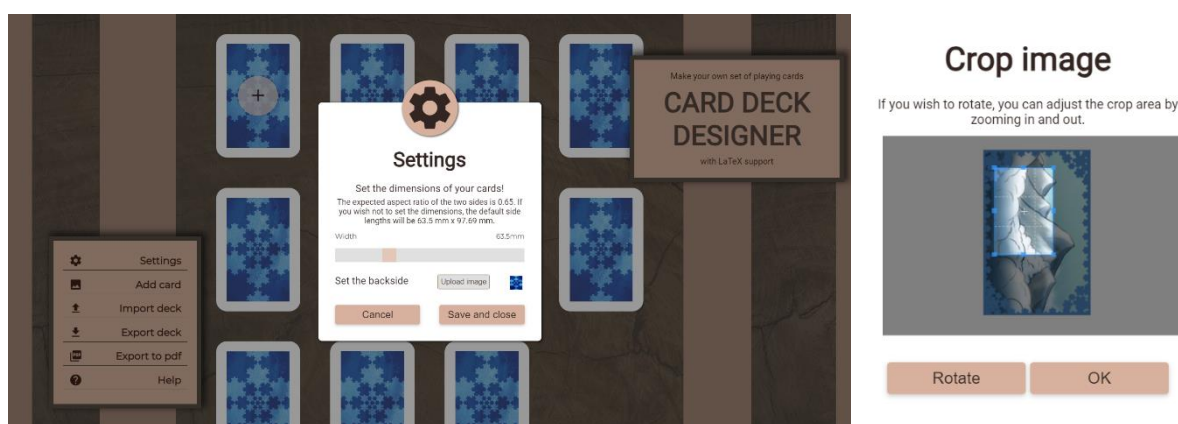 Make your own set of playing cards
CARD DECK
DESIGNER
with LaTeX support
Settings
Set the dimensions of your cards!
The expected aspect ratio of the two sides is 0.65. If
you wish not to set the dimensions, the default side
lengths will be 63.5 mm x 97.69 mm.
Width 63.5mm
Set the backside Upload image
Cancel Save and close
Settings
Add card
Import deck
Export deck
Export to pdf
Help
Crop image
If you wish to rotate, you can adjust the crop area by
zooming in and out.
Rotate OK